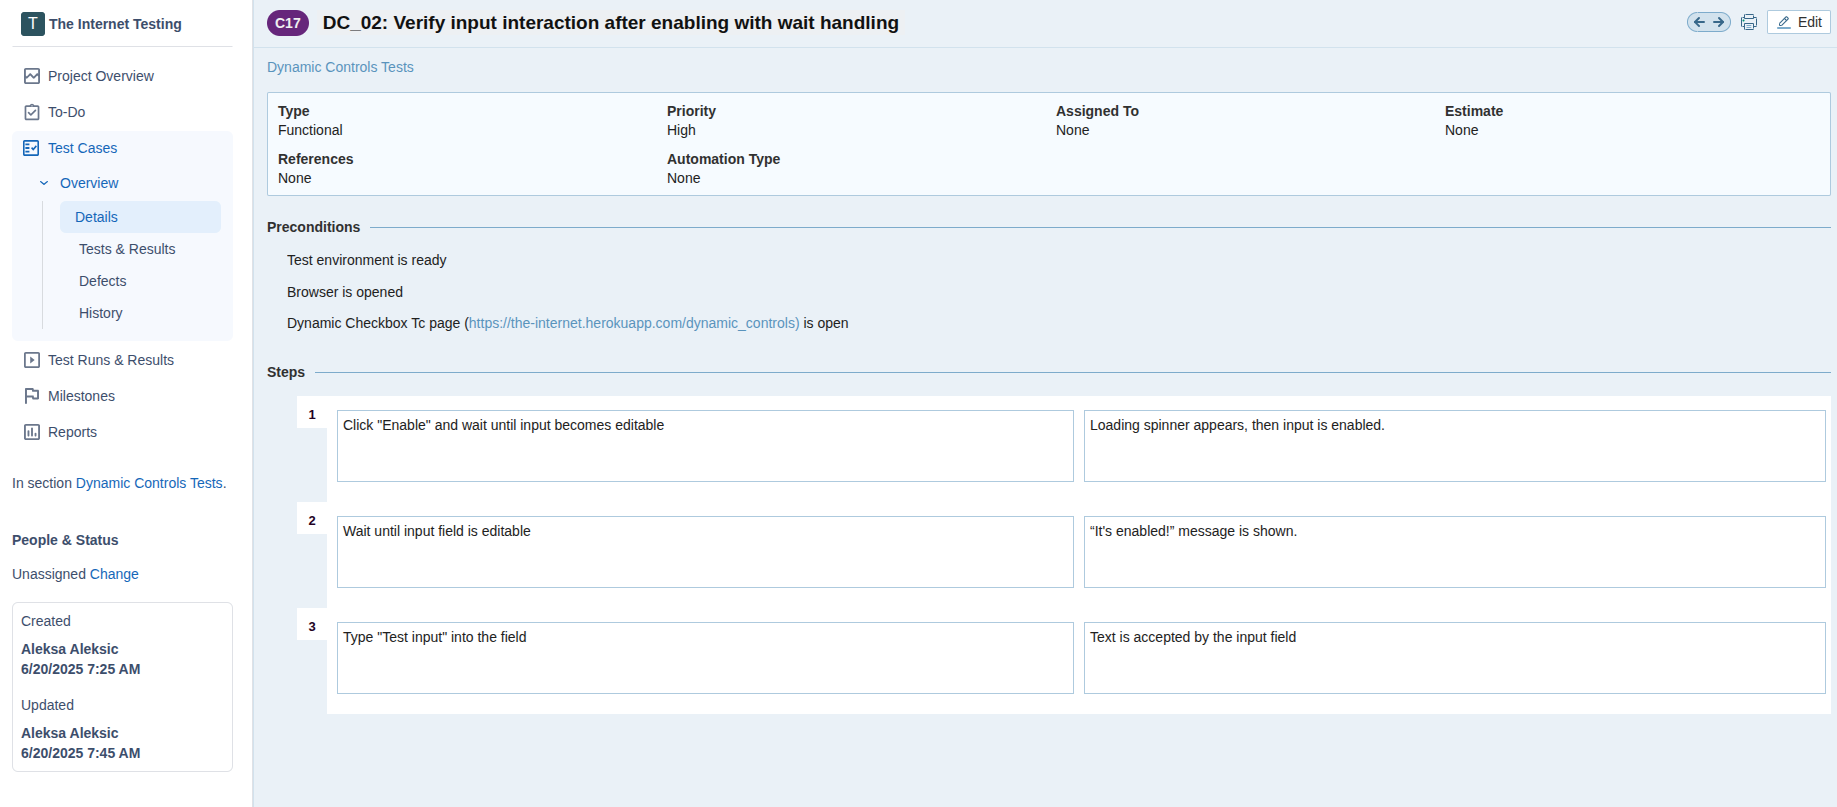 T The Internet Testing
Project Overview
To-Do
Test Cases
Overview
Details
Tests & Results
Defects
History
Test Runs & Results
Milestones
Reports
In section Dynamic Controls Tests.
People & Status
Unassigned Change
Created
Aleksa Aleksic
6/20/2025 7:25 AM
Updated
Aleksa Aleksic
6/20/2025 7:45 AM
C17 DC_02: Verify input interaction after enabling with wait handling
Edit
Dynamic Controls Tests
Type Priority Assigned To Estimate
Functional High None None
References Automation Type
None None
Preconditions
Test environment is ready
Browser is opened
Dynamic Checkbox Tc page (https://the-internet.herokuapp.com/dynamic_controls) is open
Steps
1 Click "Enable" and wait until input becomes editable Loading spinner appears, then input is enabled.
2 Wait until input field is editable “It's enabled!” message is shown.
3 Type "Test input" into the field Text is accepted by the input field